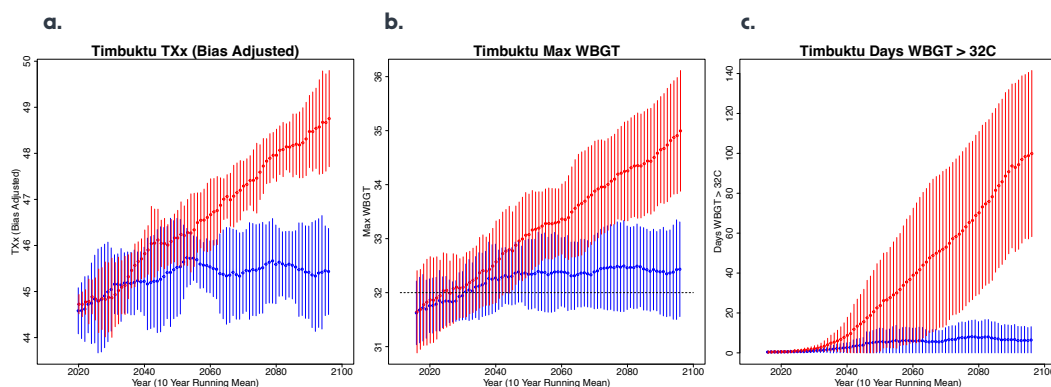 a.
Timbuktu TXx (Bias Adjusted)
TXx (Bias Adjusted)
50
49
48
47
46
45
44
2020 2040 2060 2080 2100
Year (10 Year Running Mean)
b.
Timbuktu Max WBGT
Max WBGT
36
35
34
33
32
31
2020 2040 2060 2080 2100
Year (10 Year Running Mean)
c.
Timbuktu Days WBGT > 32C
Days WBGT > 32C
140
120
100
80
60
40
20
0
2020 2040 2060 2080 2100
Year (10 Year Running Mean)